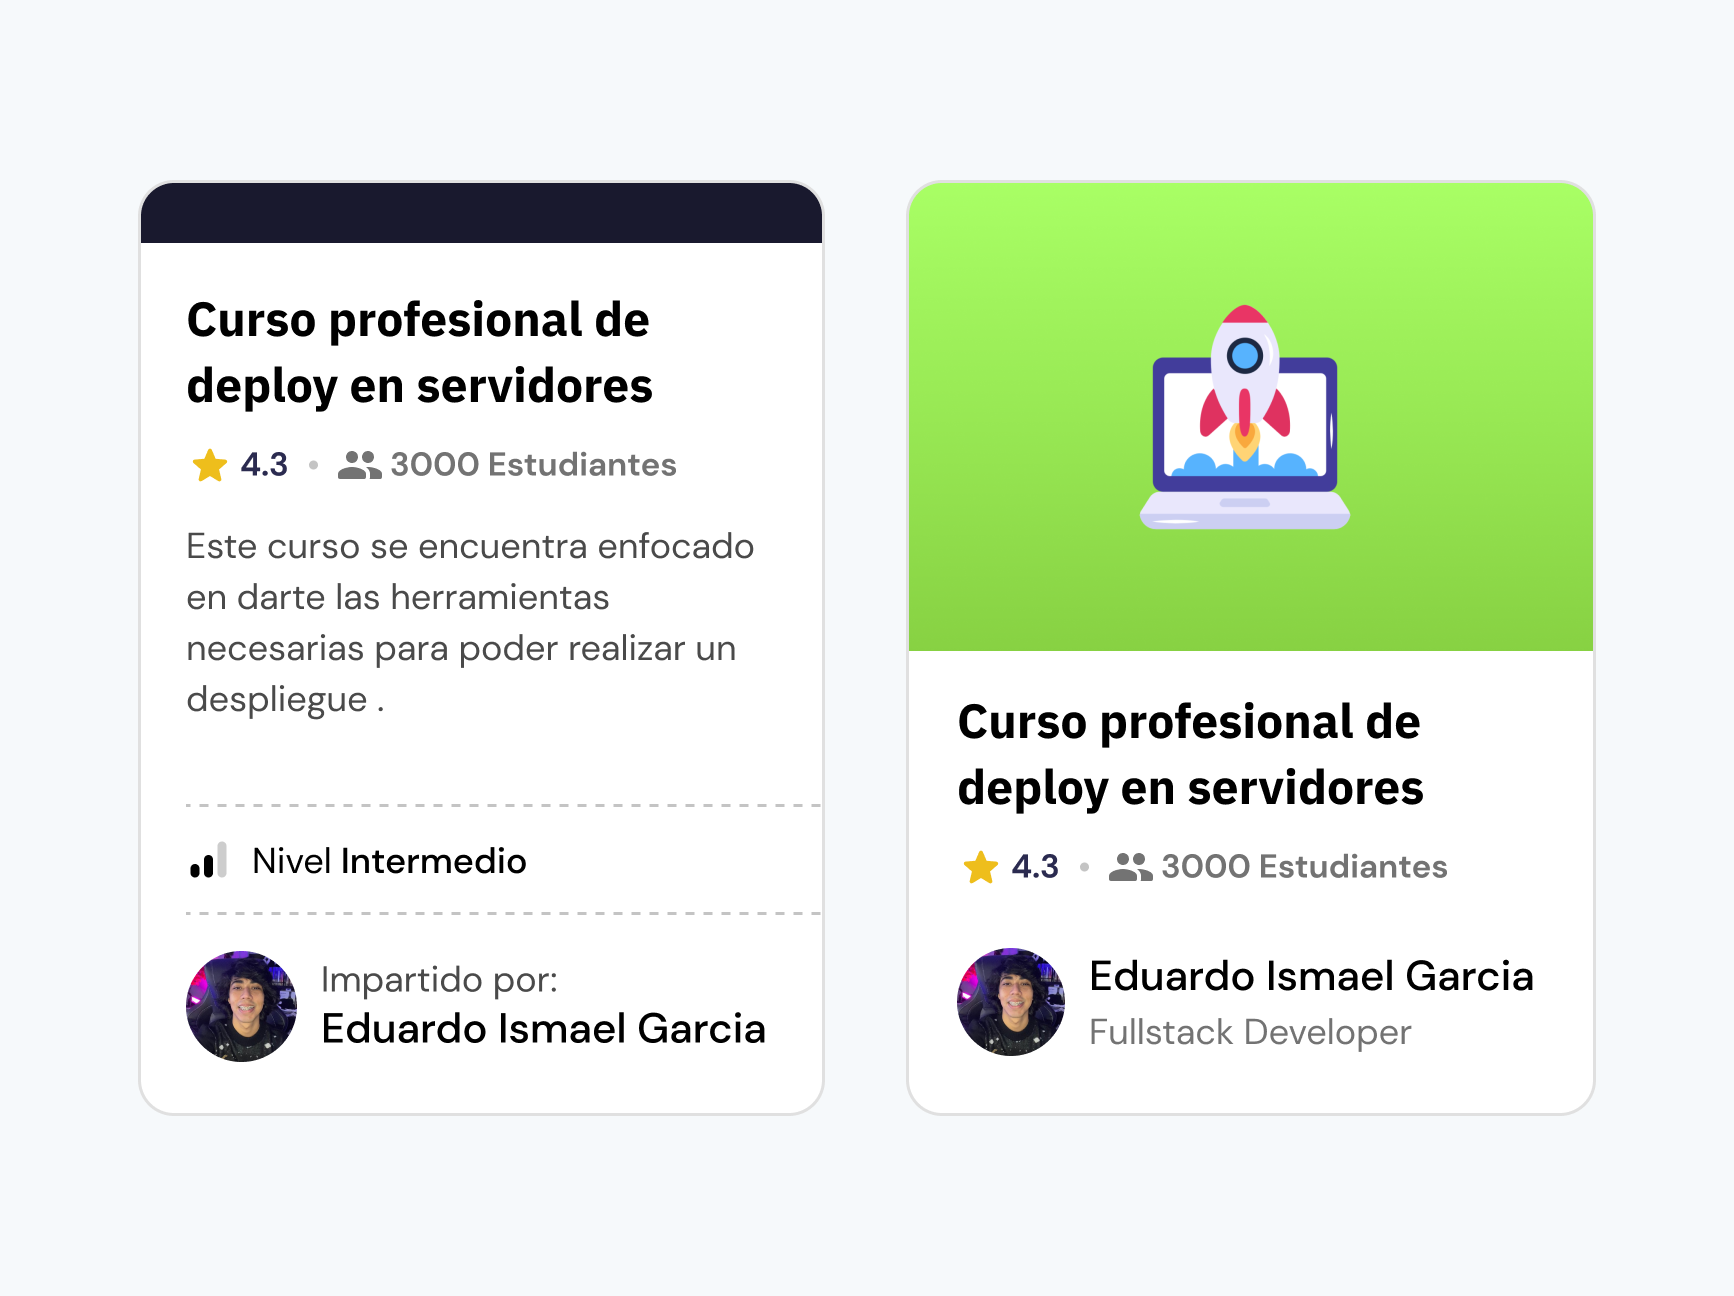 Curso profesional de
deploy en servidores
4.3 • 3000 Estudiantes
Este curso se encuentra enfocado
en darte las herramientas
necesarias para poder realizar un
despliegue .
Nivel Intermedio
Impartido por:
Eduardo Ismael Garcia
Curso profesional de
deploy en servidores
4.3 • 3000 Estudiantes
Eduardo Ismael Garcia
Fullstack Developer